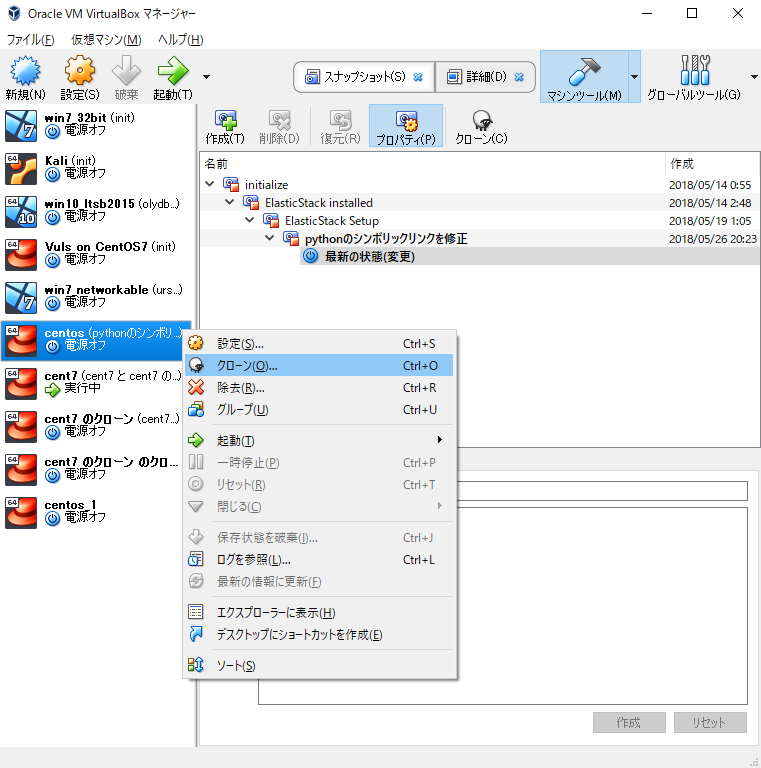 Oracle VM VirtualBox マネージャー
ファイル(F) 仮想マシン(M) ヘルプ(H)
新規(N) 設定(S) 破棄 起動(T)
スナップショット(S) 詳細(D)
マシンツール(M) グローバルツール(G)
win7_32bit (init)
電源オフ
64
Kali (init)
電源オフ
64
win10_ltsb2015 (olydb...)
電源オフ
64
Vuls on CentOS7 (init)
電源オフ
win7_networkable (urs...)
電源オフ
64
centos (pythonのシンボリ...)
電源オフ
64
cent7 (cent7 と cent7 の...)
実行中
64
cent7 のクローン (cent7...)
電源オフ
64
cent7 のクローン のクロ...
電源オフ
64
centos_1
電源オフ
作成(T) 削除(D) 復元(R) プロパティ(P) クローン(C)
名前 作成
initialize 2018/05/14 0:55
ElasticStack installed 2018/05/14 2:48
ElasticStack Setup 2018/05/19 1:05
pythonのシンボリックリンクを修正 2018/05/26 20:23
最新の状態(変更)
設定(S)... Ctrl+S
クローン(O)... Ctrl+O
除去(R)... Ctrl+R
グループ(U) Ctrl+U
起動(T)
一時停止(P) Ctrl+P
リセット(R) Ctrl+T
閉じる(C)
保存状態を破棄(I)... Ctrl+J
ログを参照(L)... Ctrl+L
最新の情報に更新(F)
エクスプローラーに表示(H)
デスクトップにショートカットを作成(E)
ソート(S)
作成 リセット